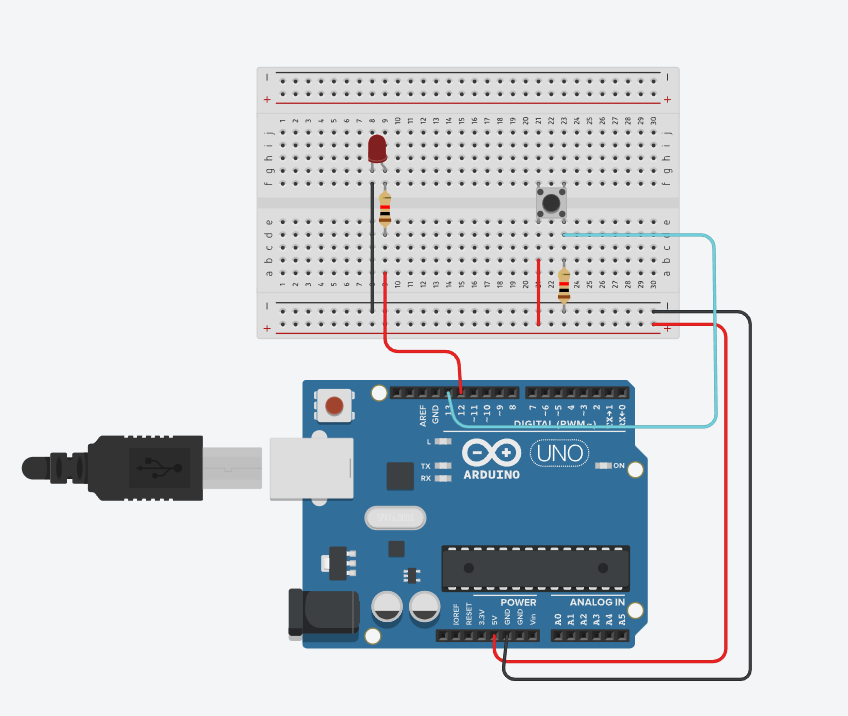 − −
+ +
1 2 3 4 5 6 7 8 9 10 11 12 13 14 15 16 17 18 19 20 21 22 23 24 25 26 27 28 29 30
j j
i i
h h
g g
f f
e e
d d
c c
b b
a a
1 2 3 4 5 6 7 8 9 10 11 12 13 14 15 16 17 18 19 20 21 22 24 25 26 27 28 29 30
− −
+ +
AREF GND 13 12 ~11 ~10 ~9 8 7 ~6 ~5 4 ~3 2 TX→1 RX←0
DIGITAL (PWM~)
L
TX
RX
ARDUINO
UNO
ON
POWER
ANALOG IN
IOREF RESET 3.3V 5V GND GND Vin A0 A1 A2 A3 A4 A5